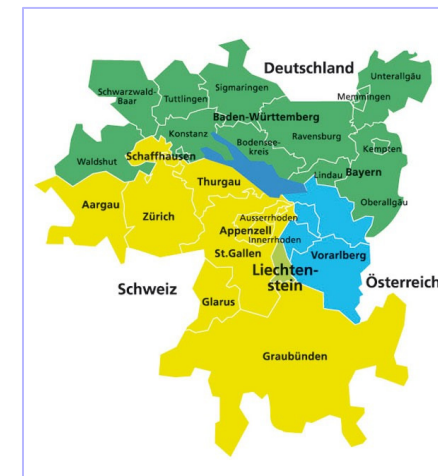 Deutschland
Unterallgäu
Schwarzwald-
Baar
Tuttlingen
Sigmaringen
Memmingen
Baden-Württemberg
Konstanz
Bodensee-
kreis
Ravensburg
Kempten
Waldshut
Schaffhausen
Lindau
Bayern
Thurgau
Aargau
Zürich
Oberallgäu
Ausserrhoden
Appenzell
Innerrhoden
St.Gallen
Vorarlberg
Liechten-
stein
Österreich
Schweiz
Glarus
Graubünden